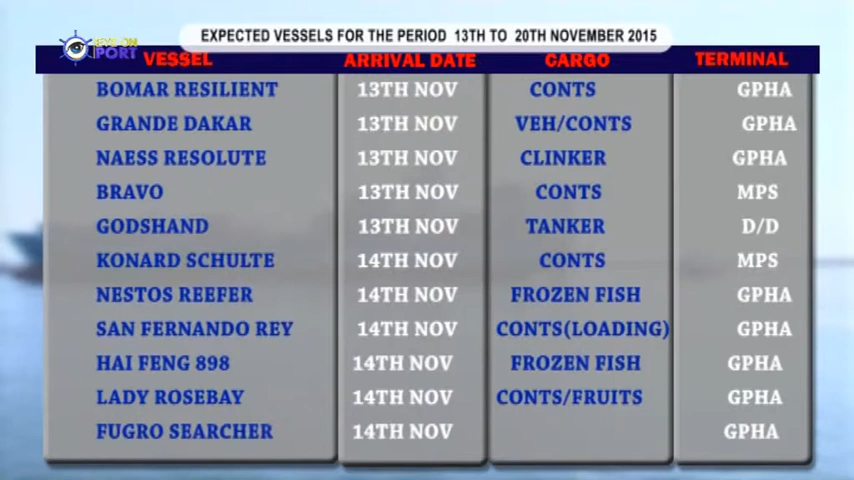 EXPECTED VESSELS FOR THE PERIOD 13TH TO 20TH NOVEMBER 2015
EYES ON
PORT
VESSEL ARRIVAL DATE CARGO TERMINAL
BOMAR RESILIENT 13TH NOV CONTS GPHA
GRANDE DAKAR 13TH NOV VEH/CONTS GPHA
NAESS RESOLUTE 13TH NOV CLINKER GPHA
BRAVO 13TH NOV CONTS MPS
GODSHAND 13TH NOV TANKER D/D
KONARD SCHULTE 14TH NOV CONTS MPS
NESTOS REEFER 14TH NOV FROZEN FISH GPHA
SAN FERNANDO REY 14TH NOV CONTS(LOADING) GPHA
HAI FENG 898 14TH NOV FROZEN FISH GPHA
LADY ROSEBAY 14TH NOV CONTS/FRUITS GPHA
FUGRO SEARCHER 14TH NOV GPHA